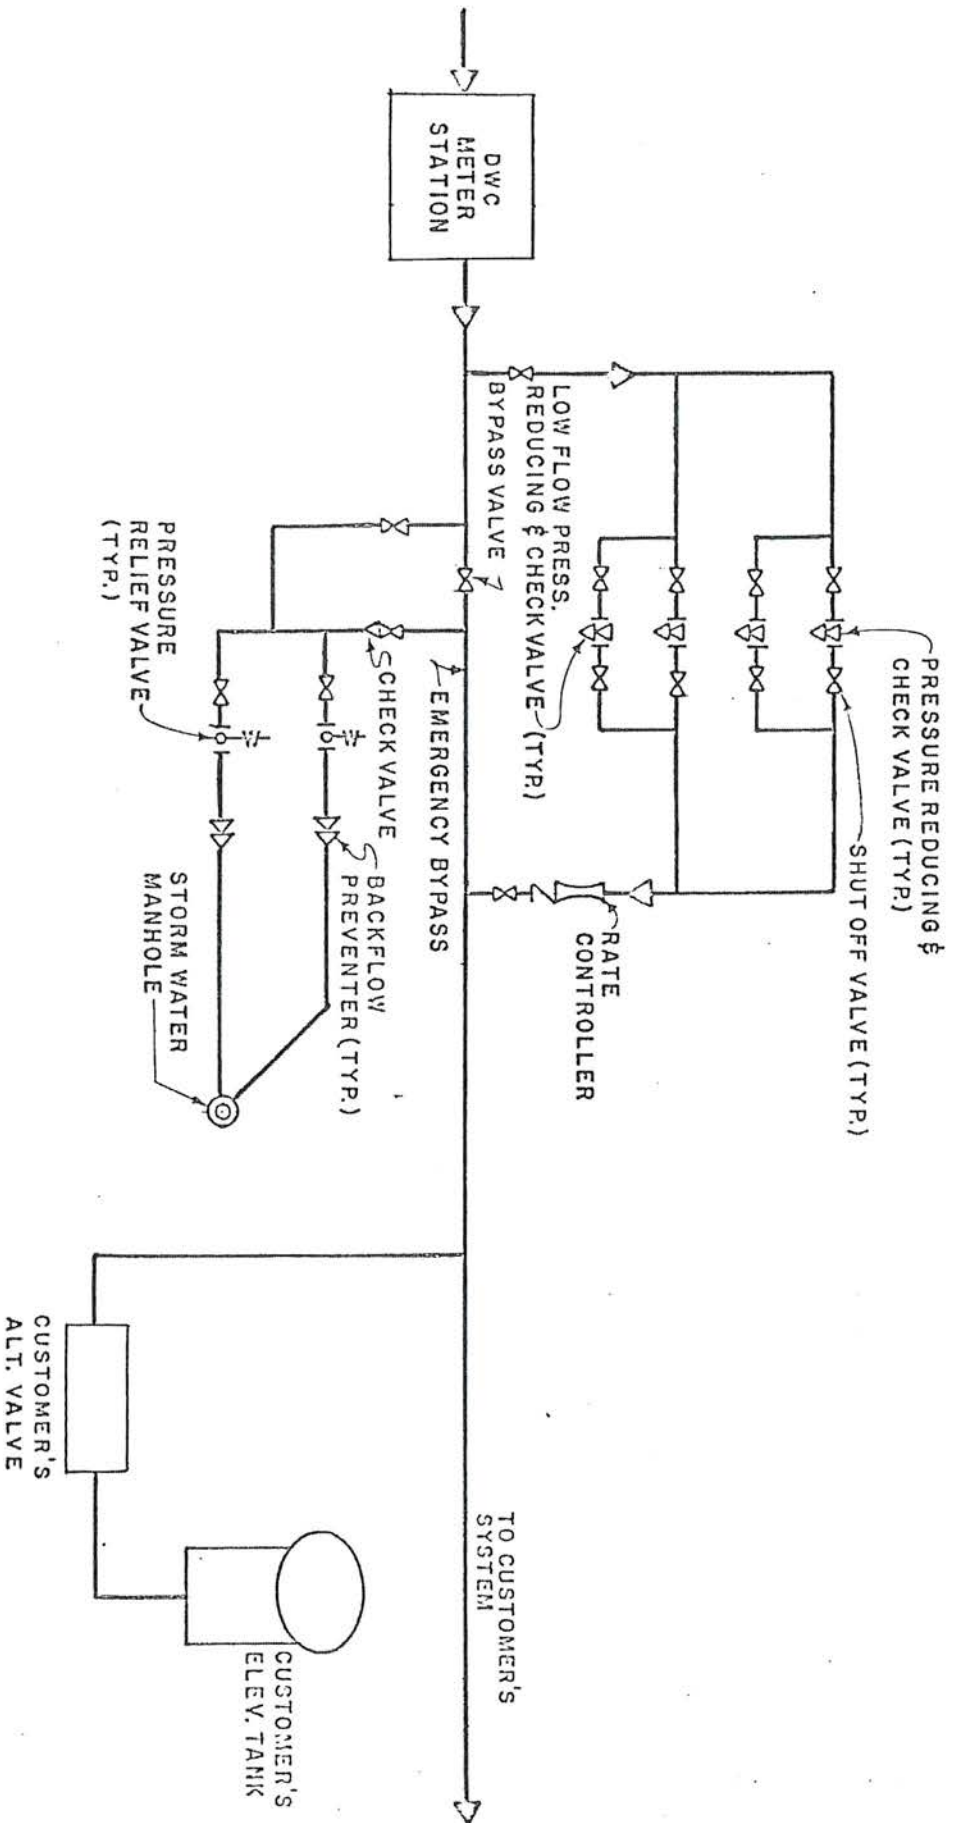 DWC
METER
STATION
PRESSURE REDUCING &
CHECK VALVE (TYP.)
SHUT OFF VALVE (TYP.)
LOW FLOW PRESS.
REDUCING & CHECK VALVE (TYP.)
BYPASS VALVE
RATE
CONTROLLER
EMERGENCY BYPASS
CHECK VALVE
BACKFLOW
PREVENTER (TYP.)
PRESSURE
RELIEF VALVE
(TYP.)
STORM WATER
MANHOLE
TO CUSTOMER'S
SYSTEM
CUSTOMER'S
ELEV. TANK
CUSTOMER'S
ALT. VALVE